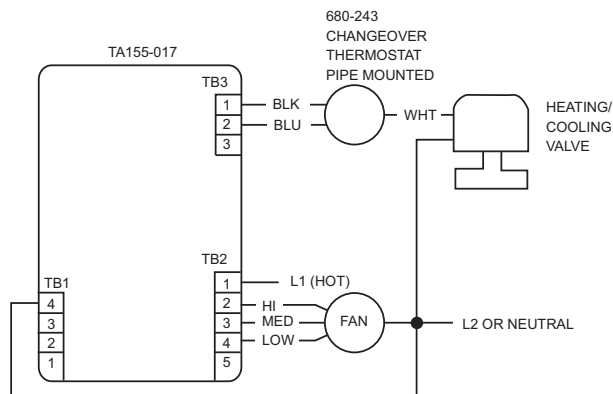 680-243
CHANGEOVER
THERMOSTAT
PIPE MOUNTED
TA155-017
TB3
1
2
3
BLK
BLU
WHT
HEATING/
COOLING
VALVE
TB2
1
2
3
4
5
L1 (HOT)
HI
MED
LOW
FAN
L2 OR NEUTRAL
TB1
4
3
2
1